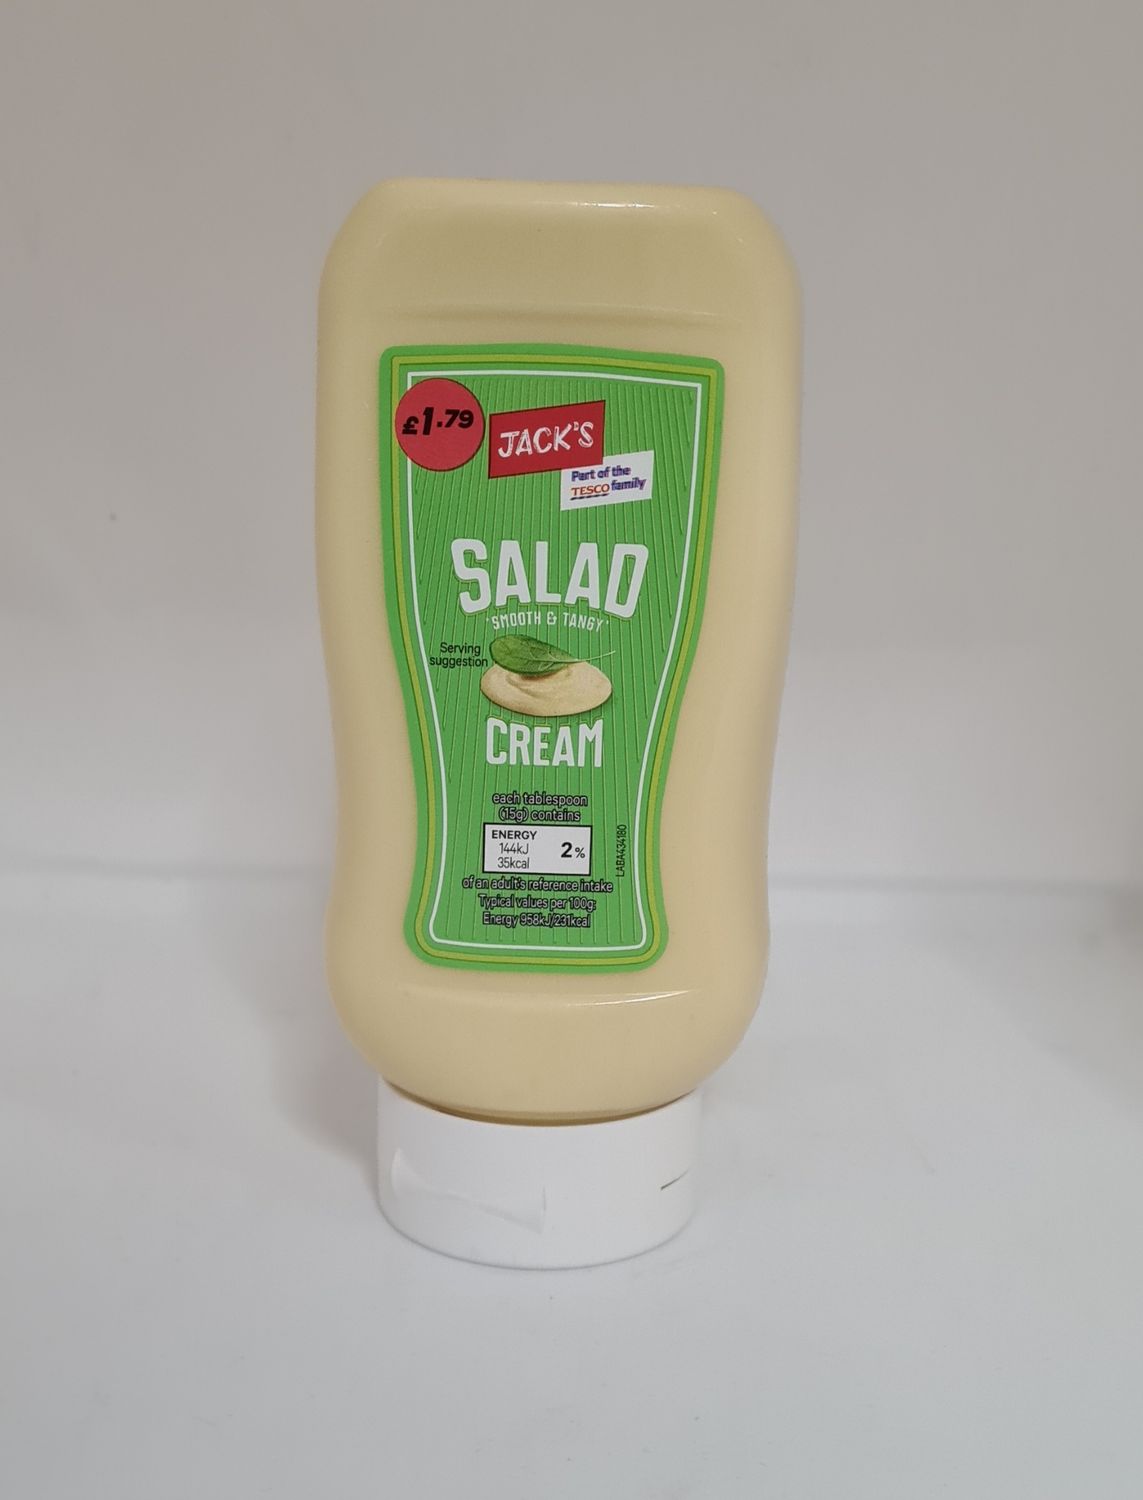 £1.79
JACK'S
Part of the
TESCO family
SALAD
SMOOTH & TANGY
Serving
suggestion
CREAM
each tablespoon
(15g) contains
ENERGY
144kJ
35kcal
2%
of an adult's reference intake
Typical values per 100g:
Energy 958kJ/231kcal
LABA434180